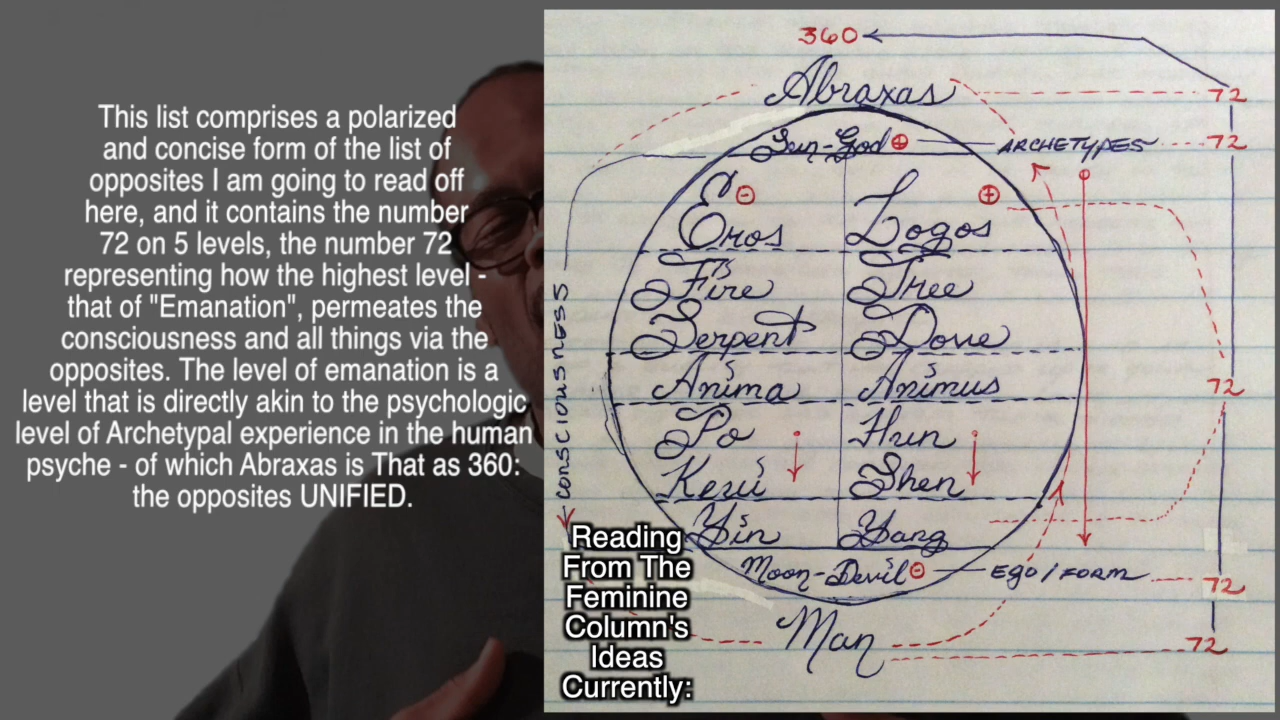 This list comprises a polarized
and concise form of the list of
opposites I am going to read off
here, and it contains the number
72 on 5 levels, the number 72
representing how the highest level -
that of "Emanation", permeates the
consciousness and all things via the
opposites. The level of emanation is a
level that is directly akin to the psychologic
level of Archetypal experience in the human
psyche - of which Abraxas is That as 360:
the opposites UNIFIED.
360
Abraxas
72
Sun-God +
ARCHETYPES
72
- +
Eros Logos
Fire Tree
Serpent Dove
Anima Animus
72
Po Hun
Kewi Shen
Yin Yang
Moon-Devil -
EGO/FORM
72
Man
72
CONSCIOUSNESS
Reading
From The
Feminine
Column's
Ideas
Currently: